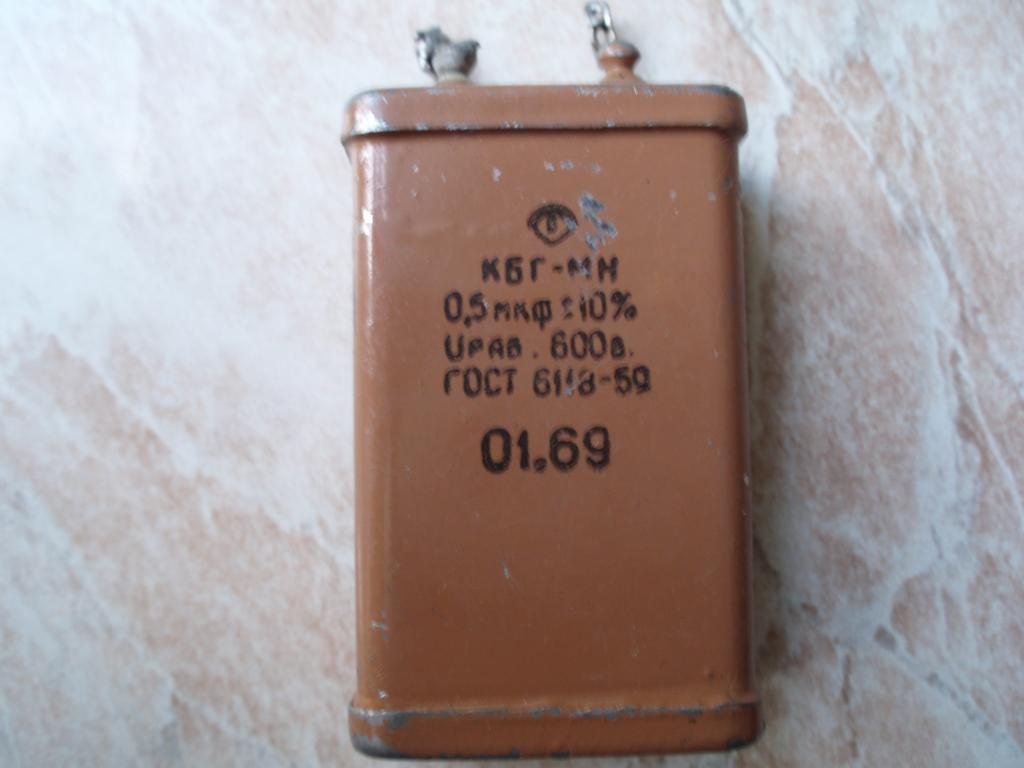 В
КБГ-МН
0,5 мкф ±10%
Uраб. 600в.
ГОСТ 6118-59
01.69